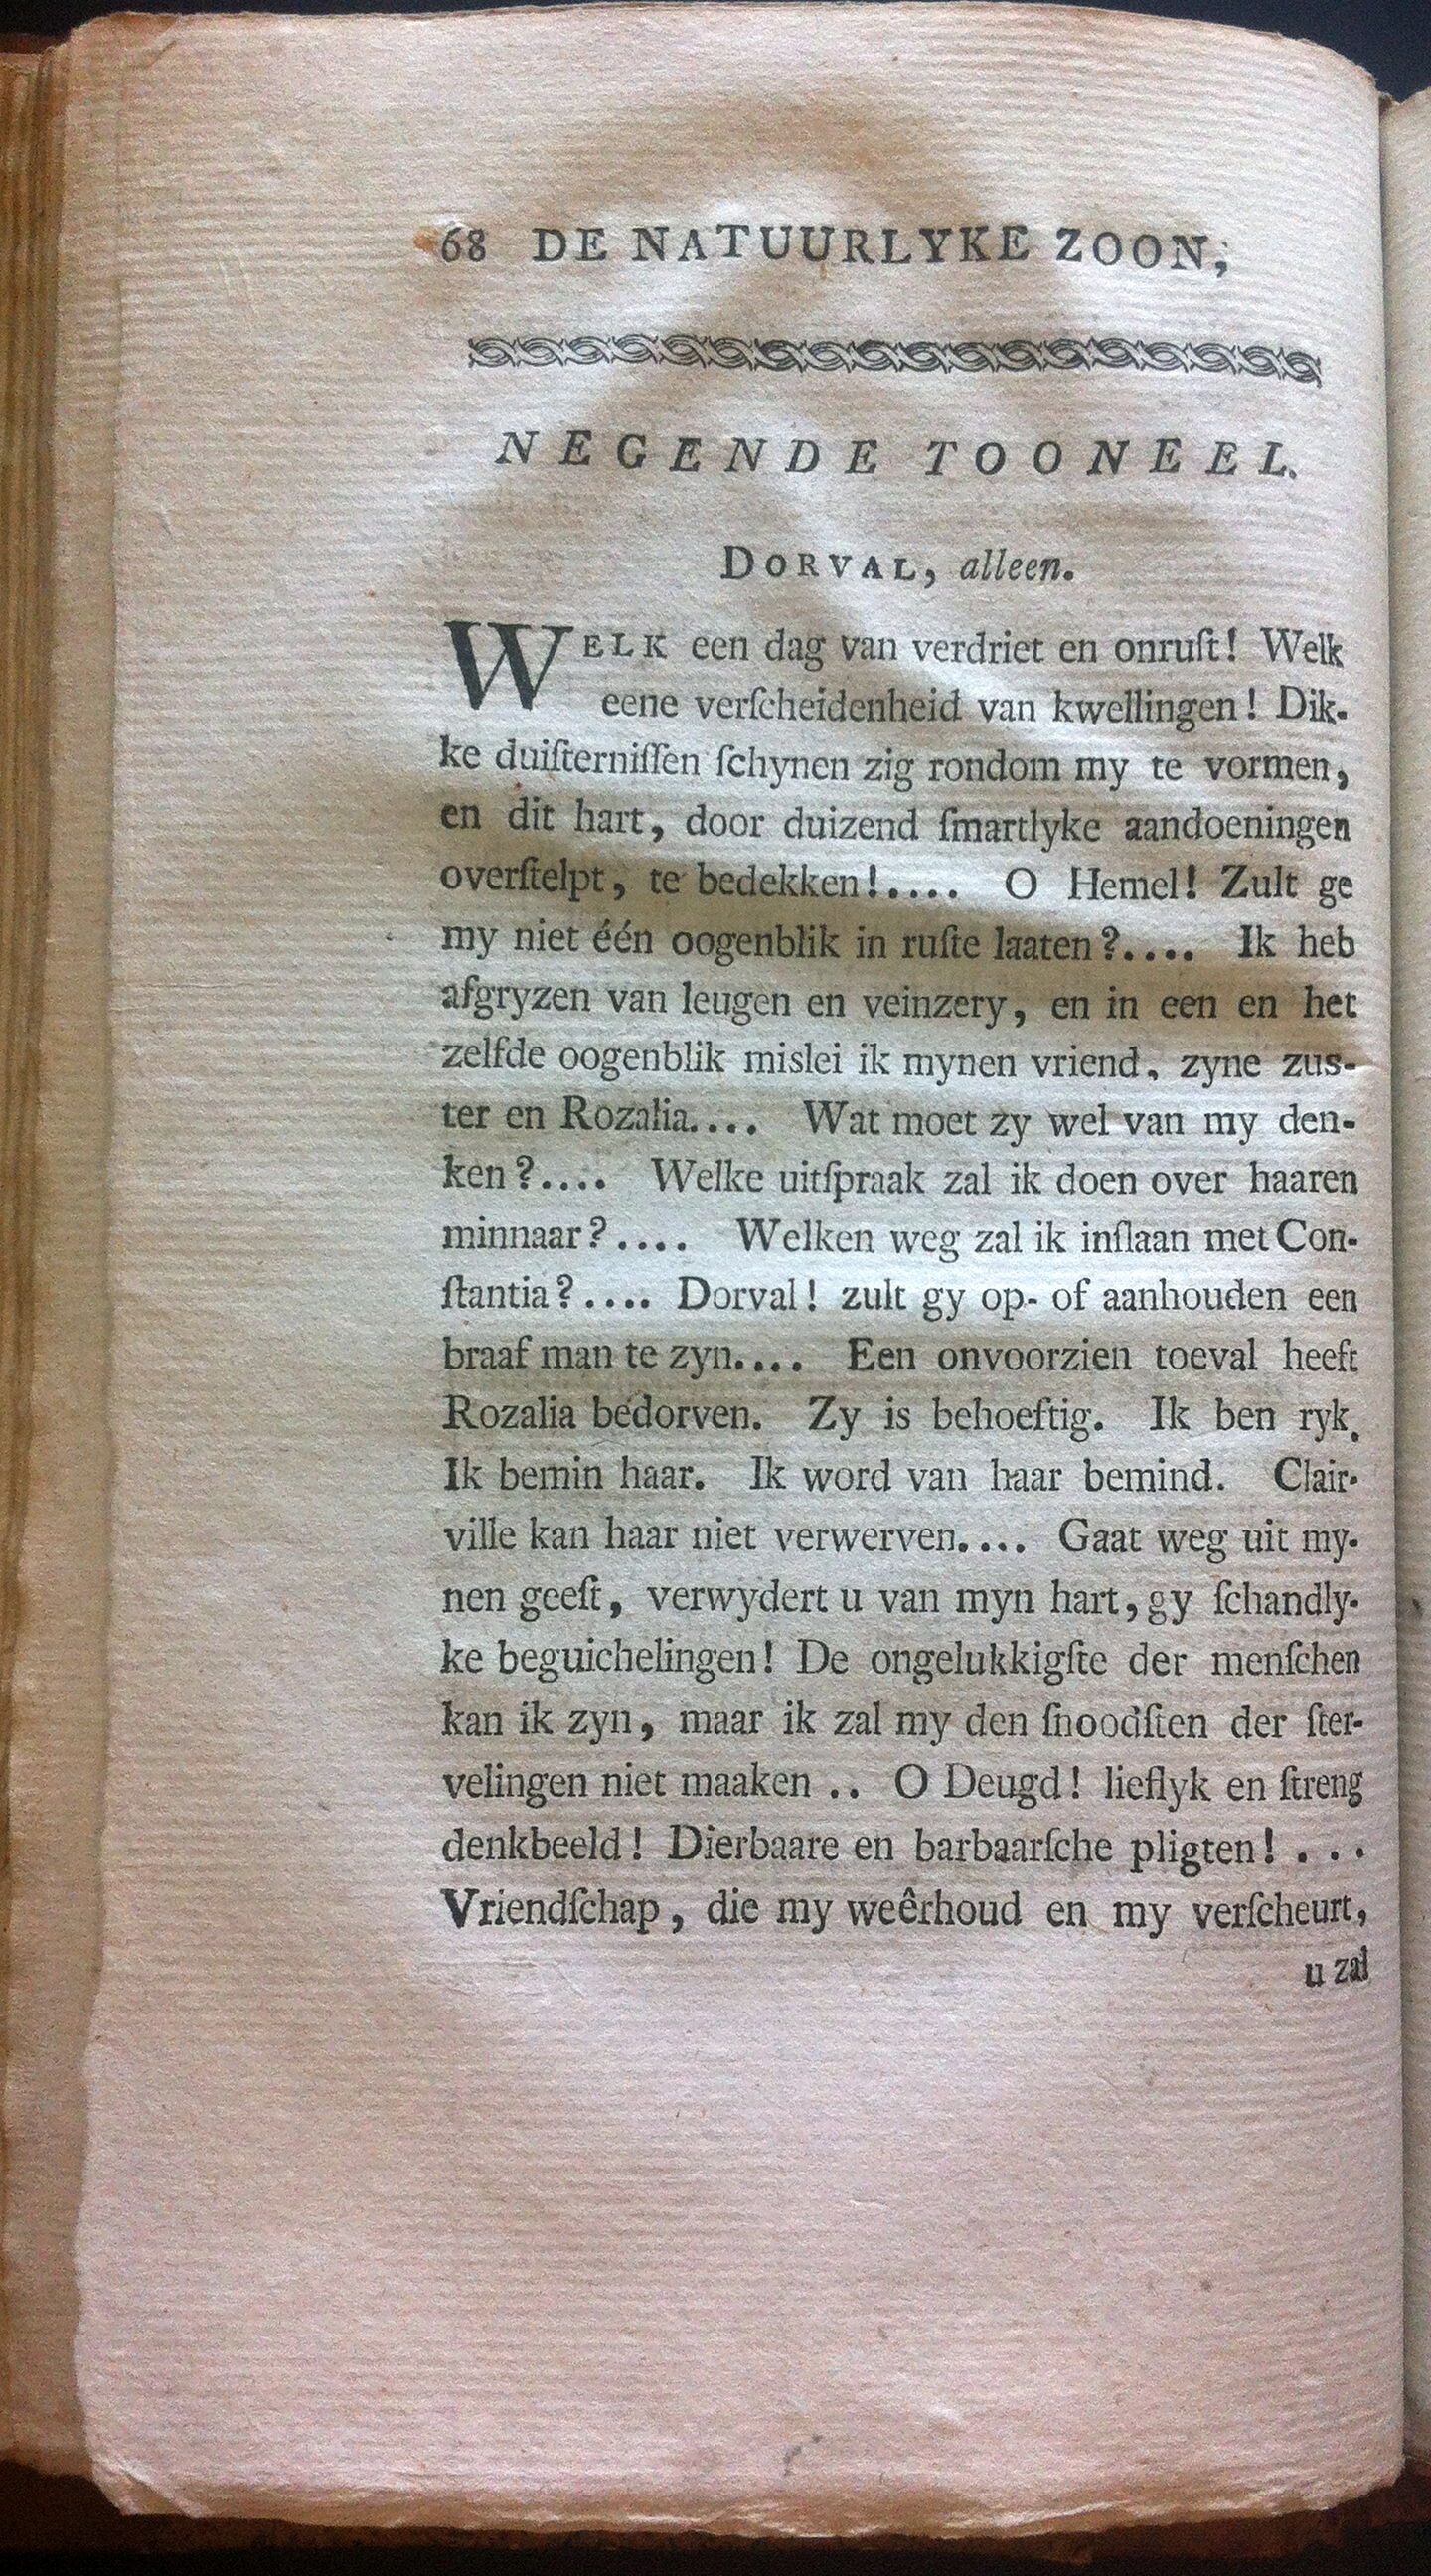 68 DE NATUURLYKE ZOON,
NEGENDE TOONEEL.
DORVAL, alleen.
WELK een dag van verdriet en onruſt! Welk
eene verſcheidenheid van kwellingen! Dik-
ke duiſterniſſen ſchynen zig rondom my te vormen,
en dit hart, door duizend ſmartlyke aandoeningen
overſtelpt, te bedekken!.... O Hemel! Zult ge
my niet één oogenblik in ruſte laaten?.... Ik heb
afgryzen van leugen en veinzery, en in een en het
zelfde oogenblik mislei ik mynen vriend, zyne zus-
ter en Rozalia.... Wat moet zy wel van my den-
ken?.... Welke uitſpraak zal ik doen over haaren
minnaar?.... Welken weg zal ik inſlaan met Con-
ſtantia?.... Dorval! zult gy op- of aanhouden een
braaf man te zyn.... Een onvoorzien toeval heeft
Rozalia bedorven. Zy is behoeftig. Ik ben ryk.
Ik bemin haar. Ik word van haar bemind. Clair-
ville kan haar niet verwerven.... Gaat weg uit my-
nen geeſt, verwydert u van myn hart, gy ſchandly-
ke beguichelingen! De ongelukkigſte der menſchen
kan ik zyn, maar ik zal my den ſnoodſten der ſter-
velingen niet maaken .. O Deugd! lieflyk en ſtreng
denkbeeld! Dierbaare en barbaarſche pligten! ...
Vriendſchap, die my weêrhoud en my verſcheurt,
u zal